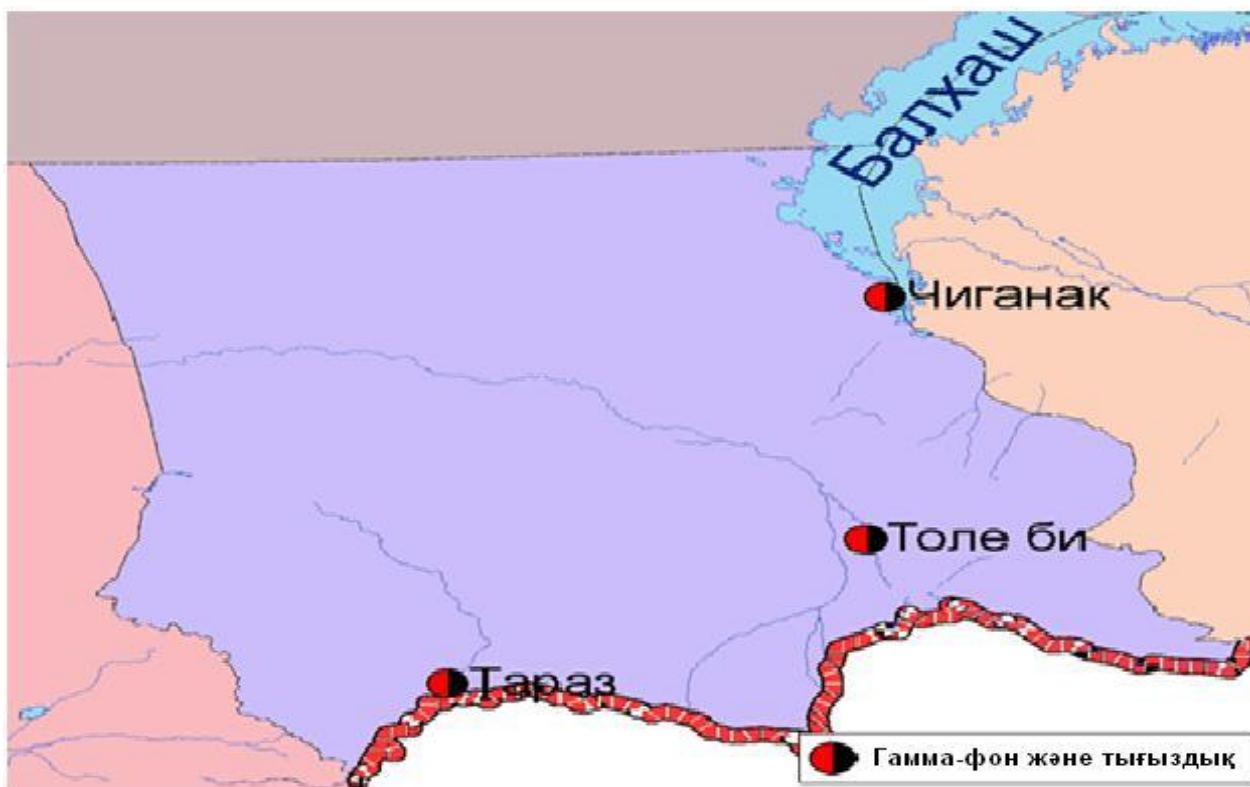 Балхаш
Чиганак
Толе би
Тараз
Гамма-фон және тығыздық